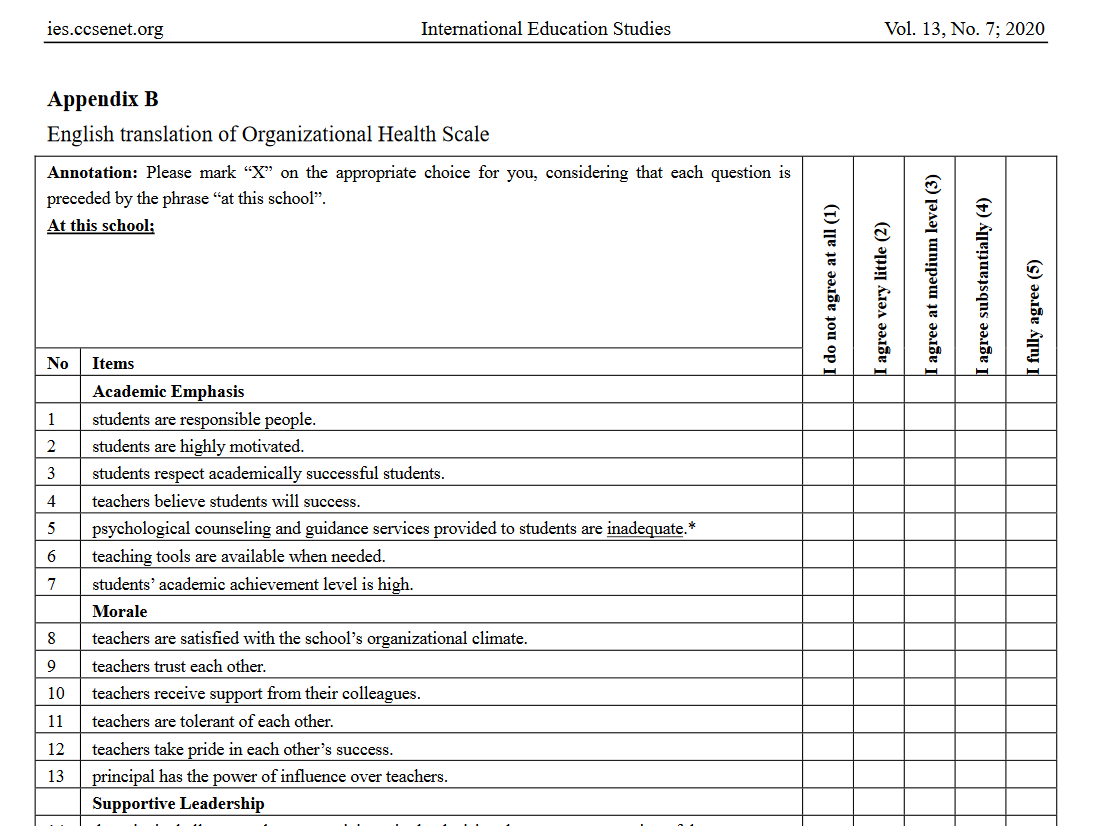 ies.ccsenet.org International Education Studies Vol. 13, No. 7; 2020
Appendix B
English translation of Organizational Health Scale
Annotation: Please mark “X” on the appropriate choice for you, considering that each question is
preceded by the phrase “at this school”.
At this school;
I do not agree at all (1)
I agree very little (2)
I agree at medium level (3)
I agree substantially (4)
I fully agree (5)
No Items
Academic Emphasis
1 students are responsible people.
2 students are highly motivated.
3 students respect academically successful students.
4 teachers believe students will success.
5 psychological counseling and guidance services provided to students are inadequate.*
6 teaching tools are available when needed.
7 students’ academic achievement level is high.
Morale
8 teachers are satisfied with the school’s organizational climate.
9 teachers trust each other.
10 teachers receive support from their colleagues.
11 teachers are tolerant of each other.
12 teachers take pride in each other’s success.
13 principal has the power of influence over teachers.
Supportive Leadership